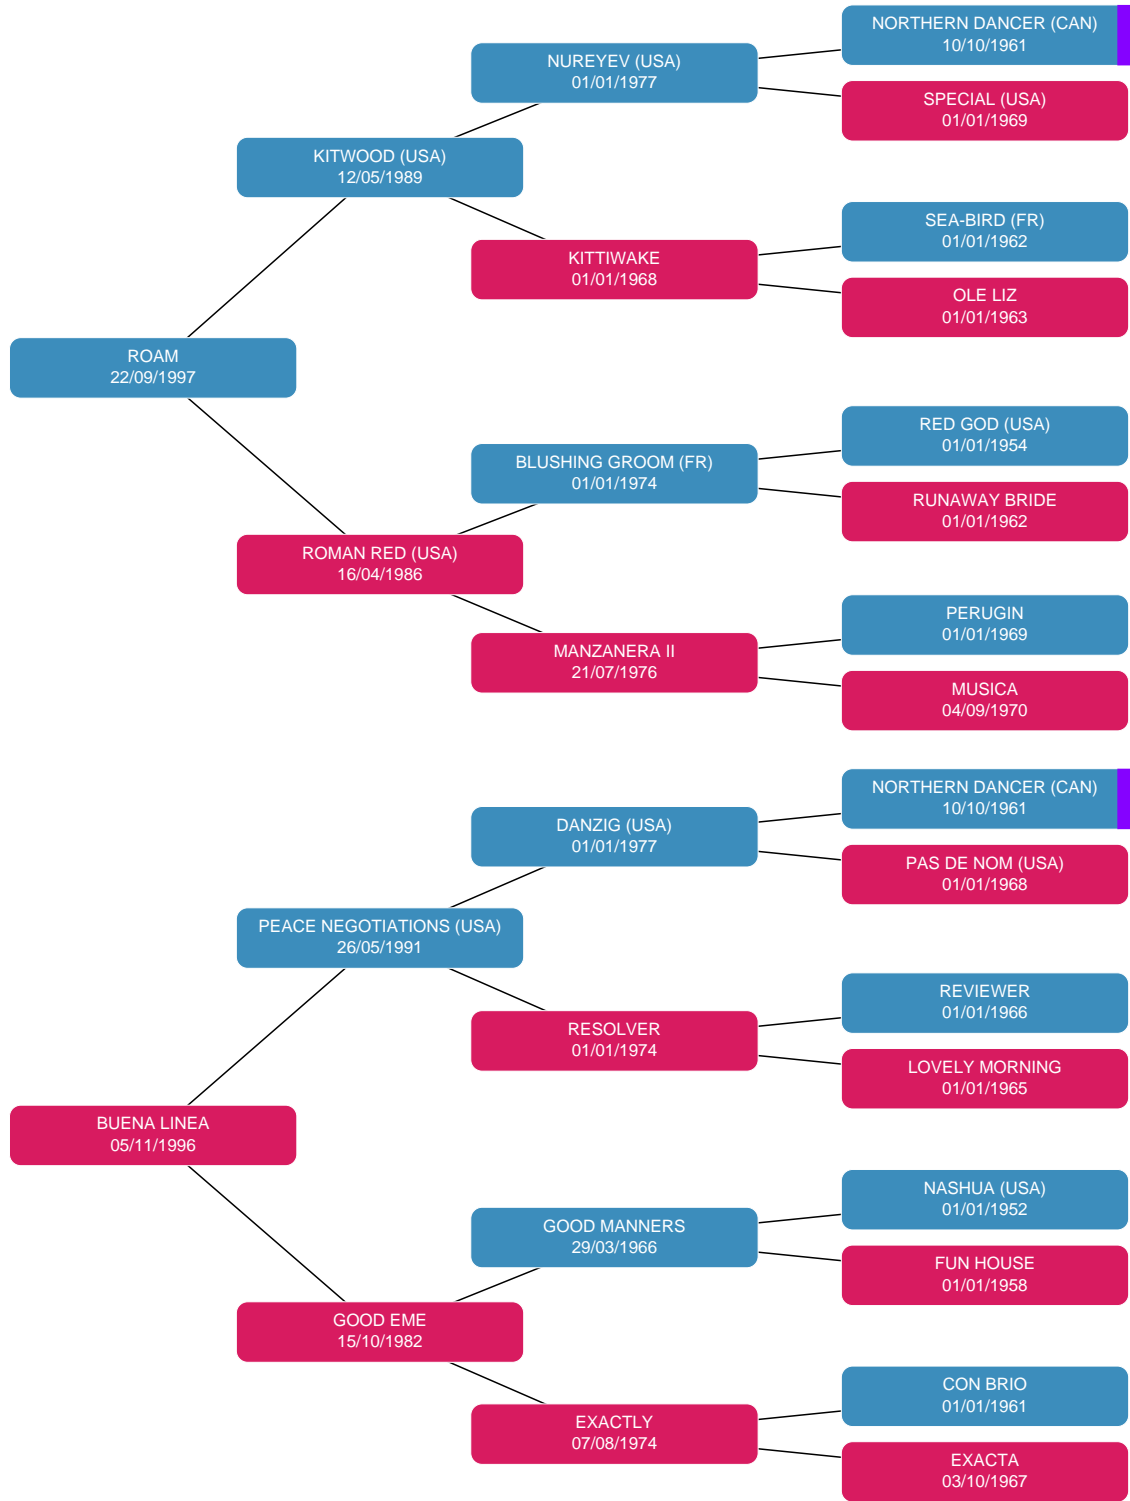 NORTHERN DANCER (CAN)
10/10/1961
NUREYEV (USA)
01/01/1977
SPECIAL (USA)
01/01/1969
KITWOOD (USA)
12/05/1989
SEA-BIRD (FR)
01/01/1962
KITTIWAKE
01/01/1968
OLE LIZ
01/01/1963
ROAM
22/09/1997
RED GOD (USA)
01/01/1954
BLUSHING GROOM (FR)
01/01/1974
RUNAWAY BRIDE
01/01/1962
ROMAN RED (USA)
16/04/1986
PERUGIN
01/01/1969
MANZANERA II
21/07/1976
MUSICA
04/09/1970
NORTHERN DANCER (CAN)
10/10/1961
DANZIG (USA)
01/01/1977
PAS DE NOM (USA)
01/01/1968
PEACE NEGOTIATIONS (USA)
26/05/1991
REVIEWER
01/01/1966
RESOLVER
01/01/1974
LOVELY MORNING
01/01/1965
BUENA LINEA
05/11/1996
NASHUA (USA)
01/01/1952
GOOD MANNERS
29/03/1966
FUN HOUSE
01/01/1958
GOOD EME
15/10/1982
CON BRIO
01/01/1961
EXACTLY
07/08/1974
EXACTA
03/10/1967